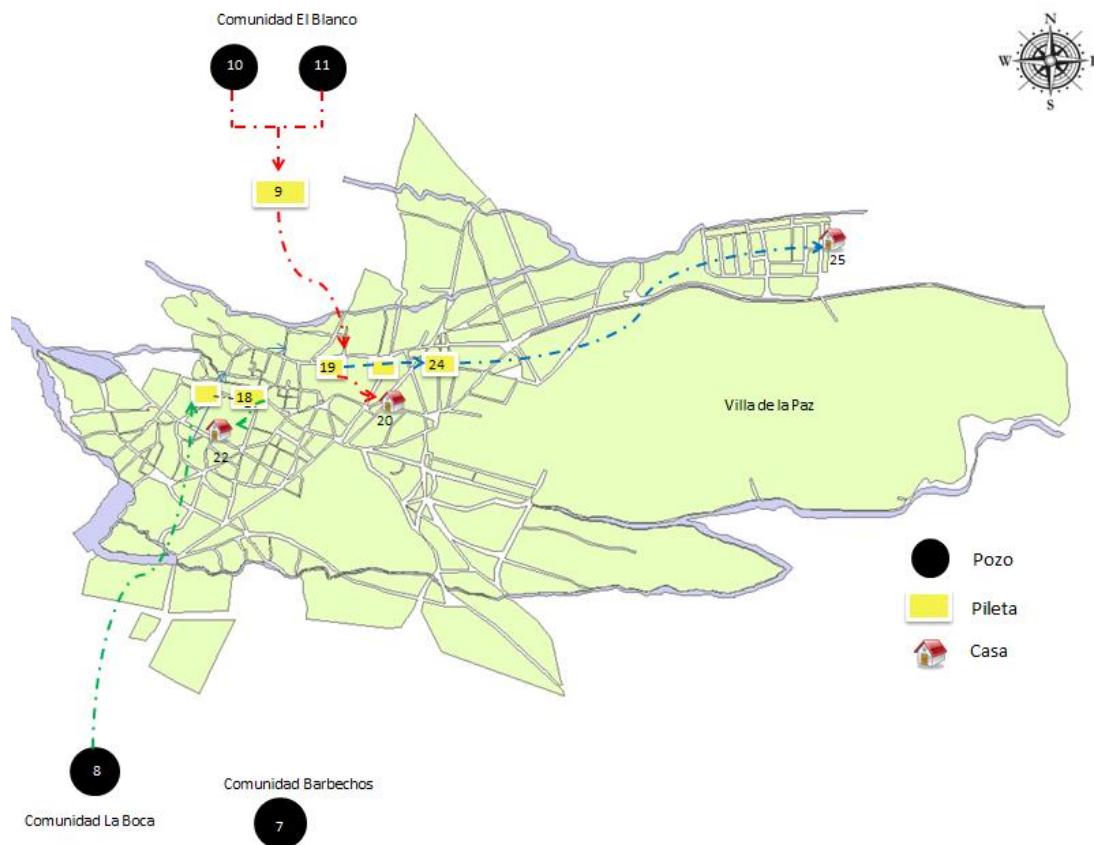 Comunidad El Blanco
10
11
N
W
E
S
9
25
19
24
18
20
22
Villa de la Paz
Pozo
Pileta
Casa
8
Comunidad La Boca
Comunidad Barbechos
7